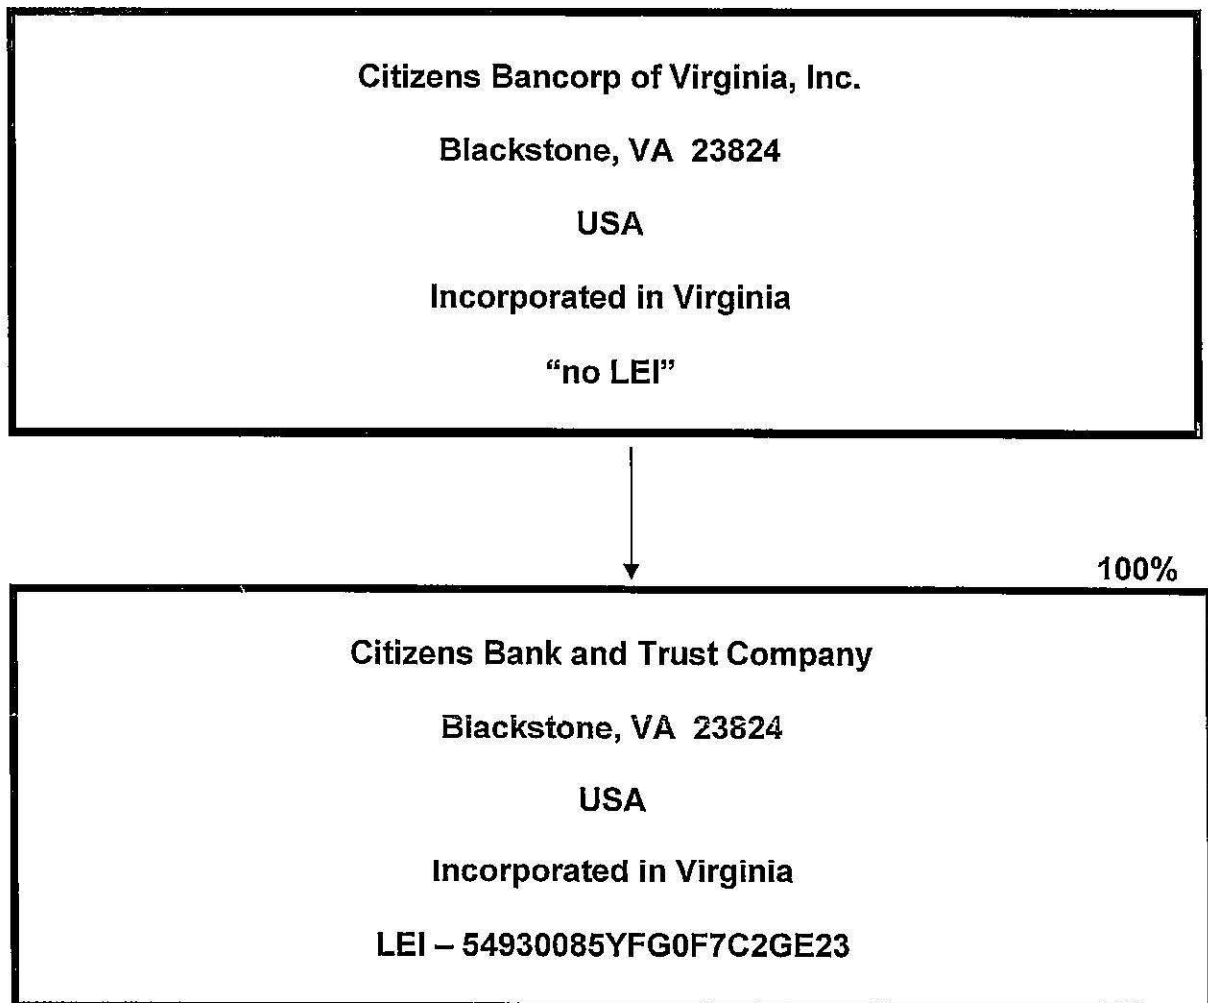 Citizens Bancorp of Virginia, Inc.
Blackstone, VA 23824
USA
Incorporated in Virginia
“no LEI”
100%
Citizens Bank and Trust Company
Blackstone, VA 23824
USA
Incorporated in Virginia
LEI – 54930085YFG0F7C2GE23